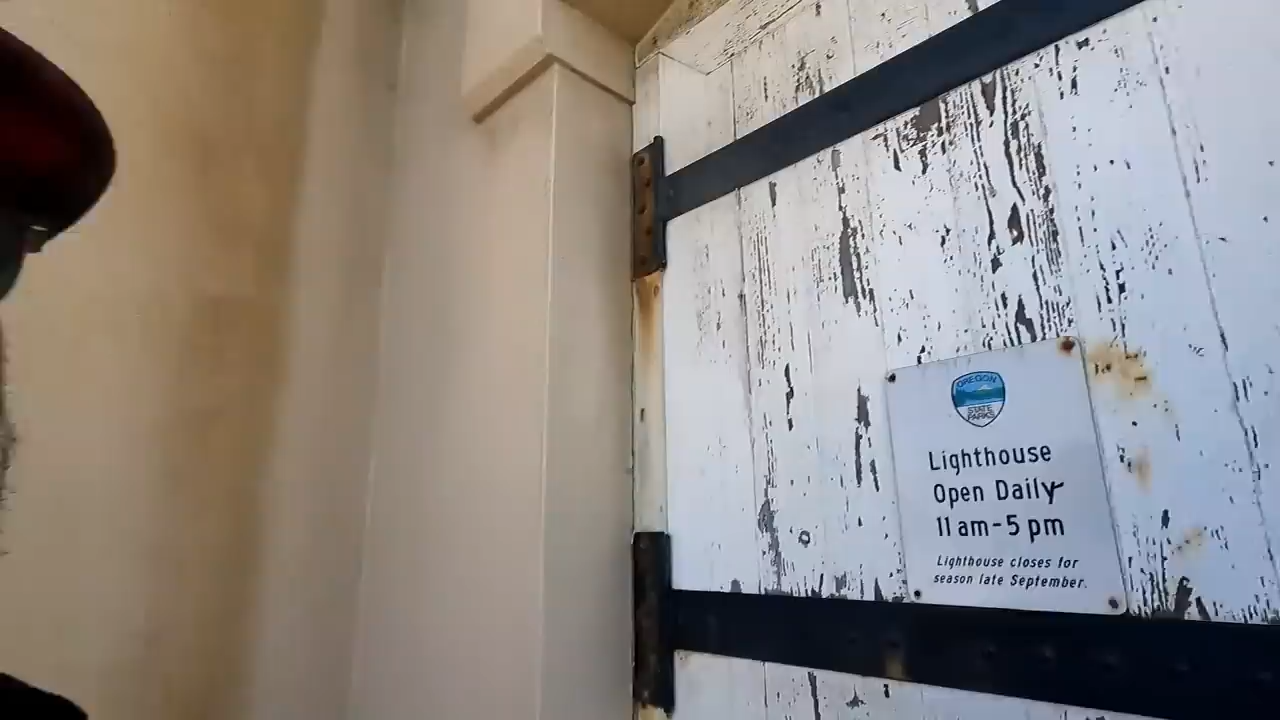 OREGON
STATE
PARKS
Lighthouse
Open Daily
11 am-5 pm
Lighthouse closes for
season late September.